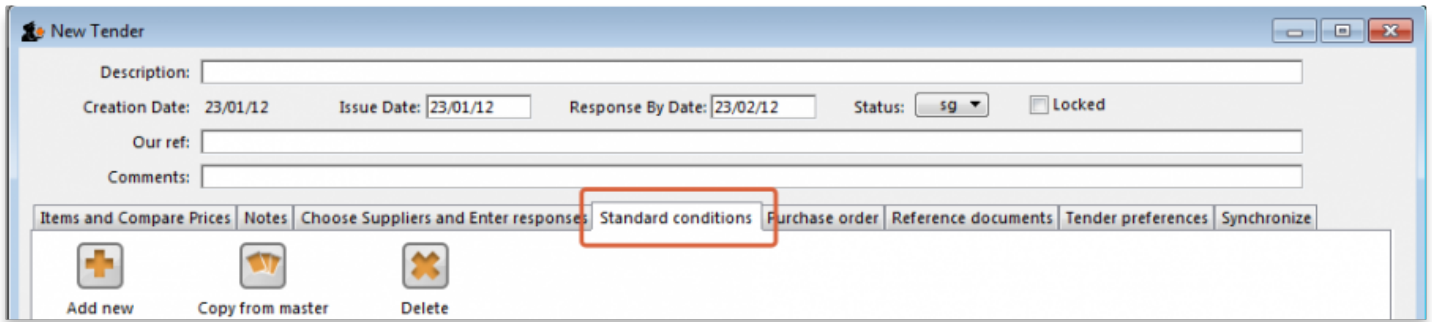 New Tender
Description:
Creation Date: 23/01/12 Issue Date: 23/01/12 Response By Date: 23/02/12 Status: sg Locked
Our ref:
Comments:
Items and Compare Prices Notes Choose Suppliers and Enter responses Standard conditions Purchase order Reference documents Tender preferences Synchronize
Add new Copy from master Delete